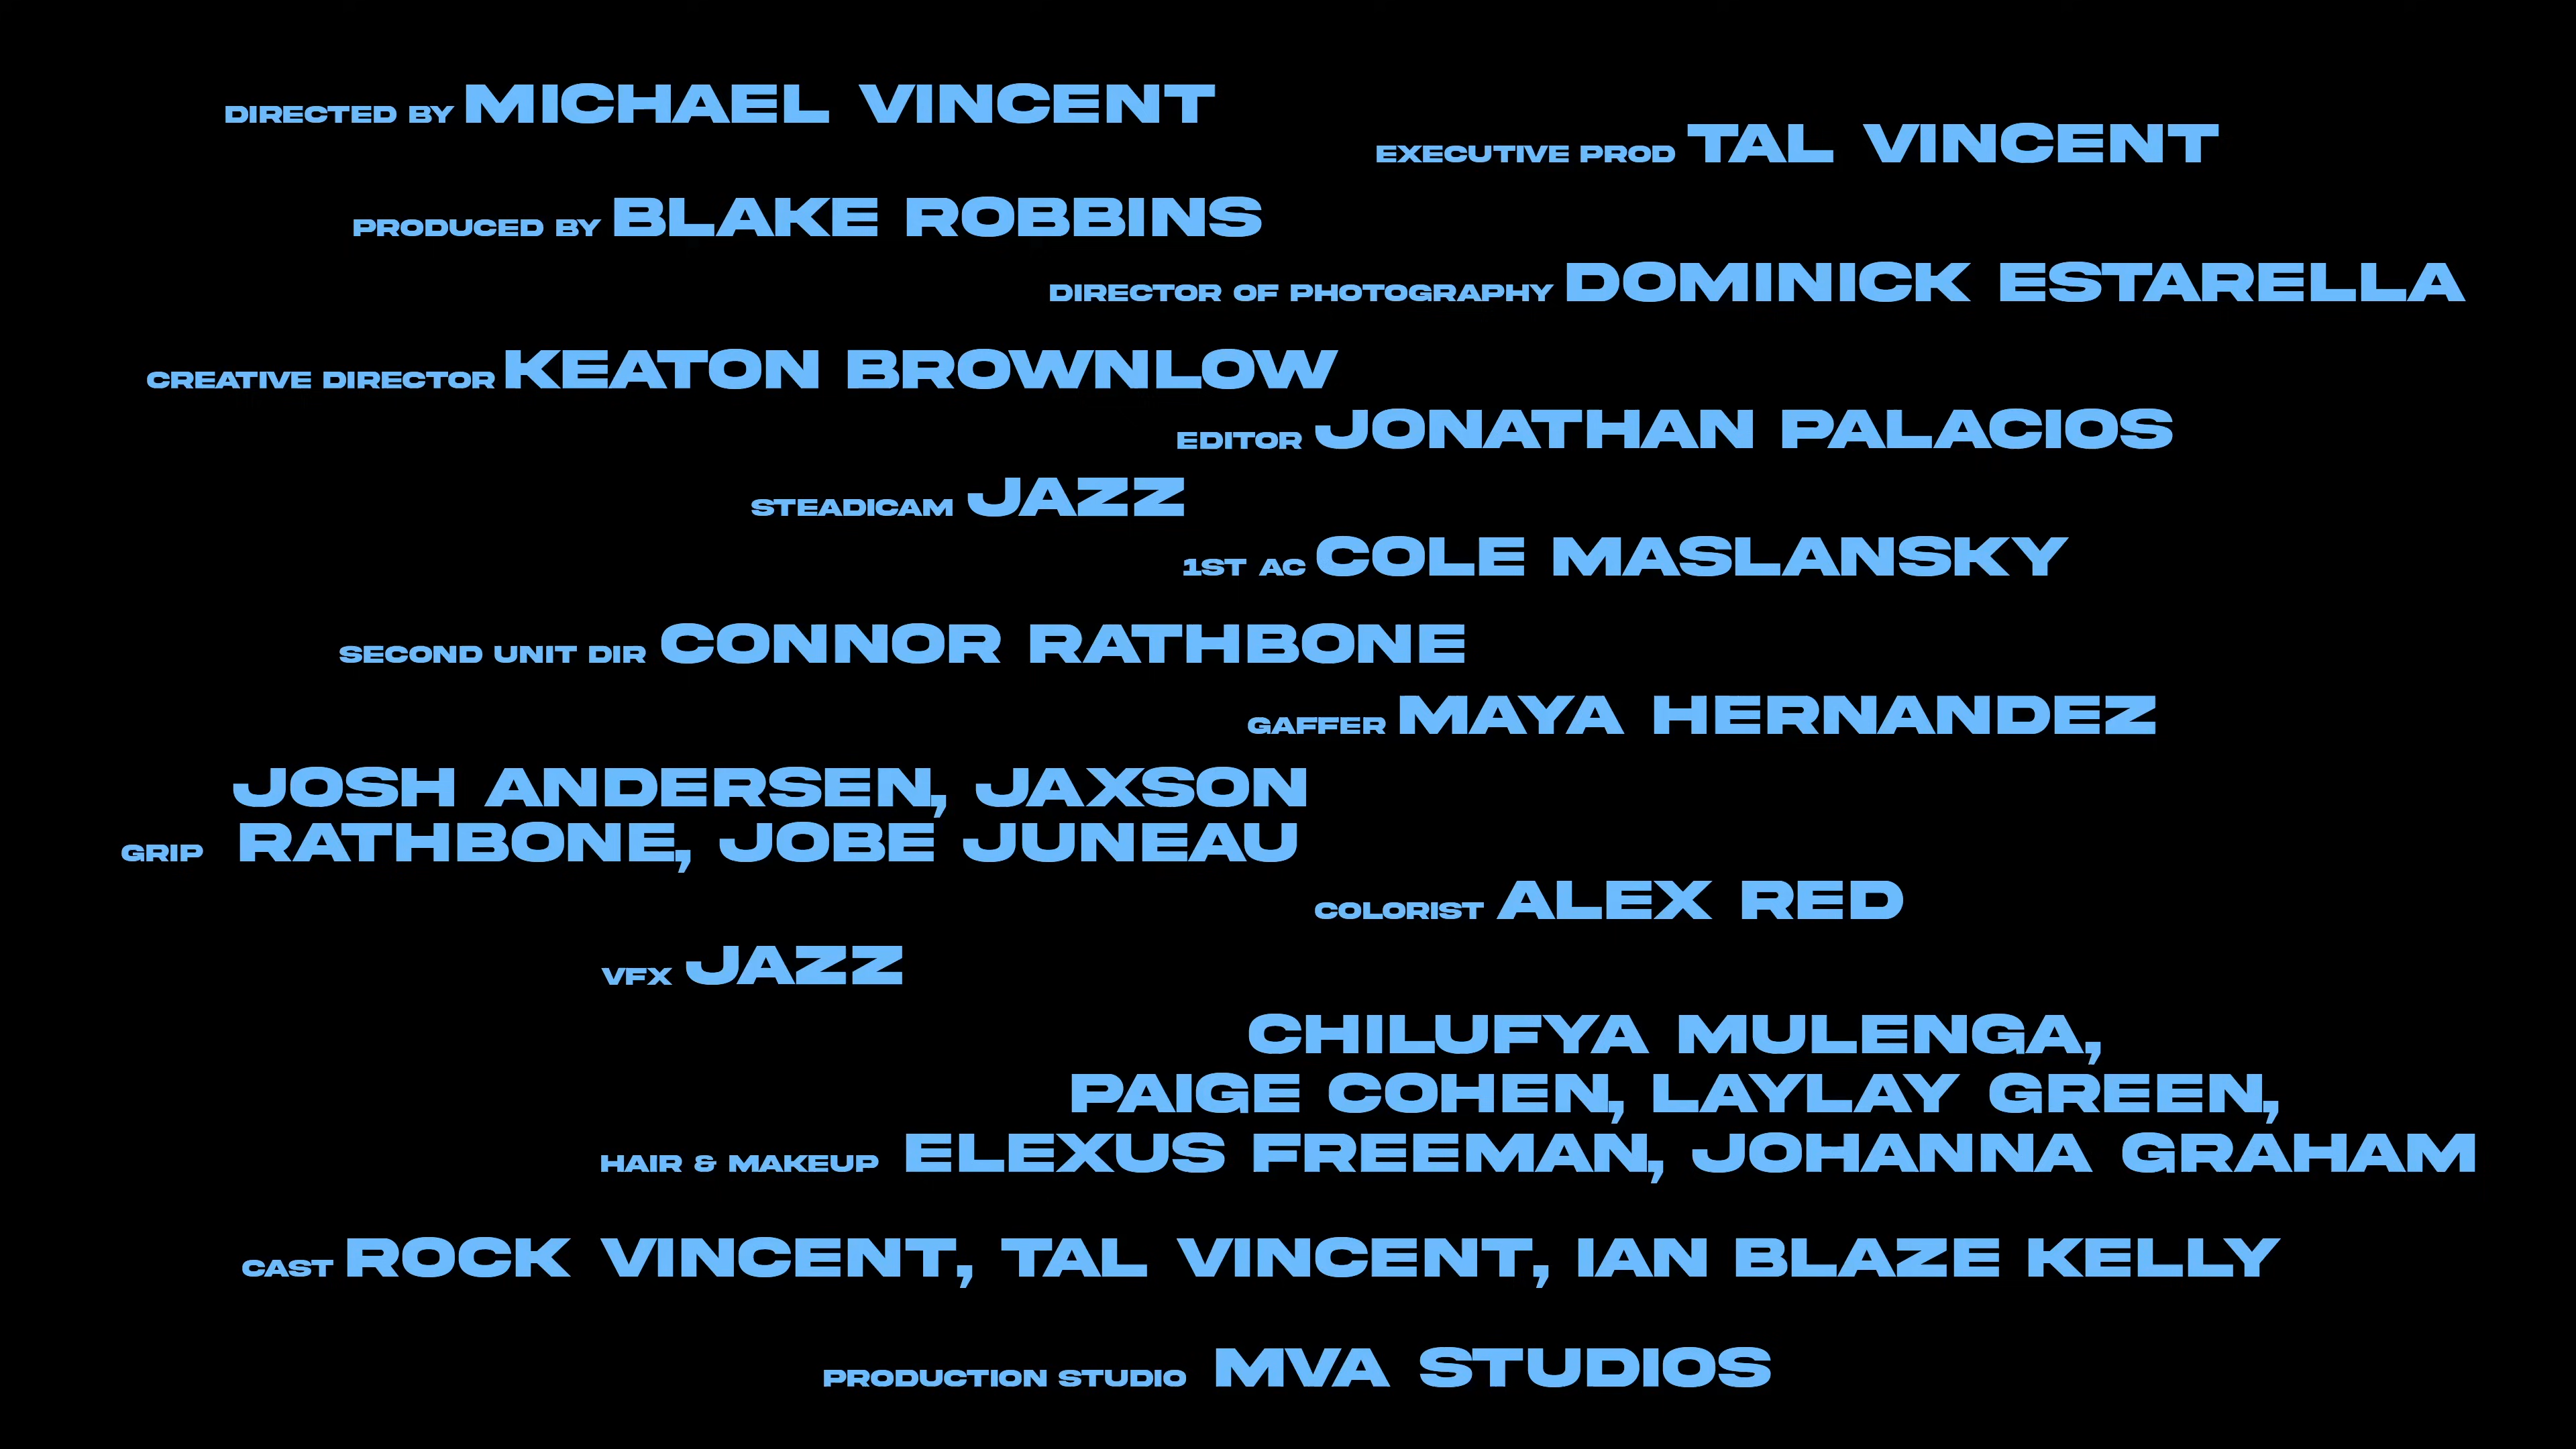 DIRECTED BY MICHAEL VINCENT
EXECUTIVE PROD TAL VINCENT
PRODUCED BY BLAKE ROBBINS
DIRECTOR OF PHOTOGRAPHY DOMINICK ESTARELLA
CREATIVE DIRECTOR KEATON BROWNLOW
EDITOR JONATHAN PALACIOS
STEADICAM JAZZ
1ST AC COLE MASLANSKY
SECOND UNIT DIR CONNOR RATHBONE
GAFFER MAYA HERNANDEZ
JOSH ANDERSEN, JAXSON
GRIP RATHBONE, JOBE JUNEAU
COLORIST ALEX RED
VFX JAZZ
CHILUFYA MULENGA,
PAIGE COHEN, LAYLAY GREEN,
HAIR & MAKEUP ELEXUS FREEMAN, JOHANNA GRAHAM
CAST ROCK VINCENT, TAL VINCENT, IAN BLAZE KELLY
PRODUCTION STUDIO MVA STUDIOS